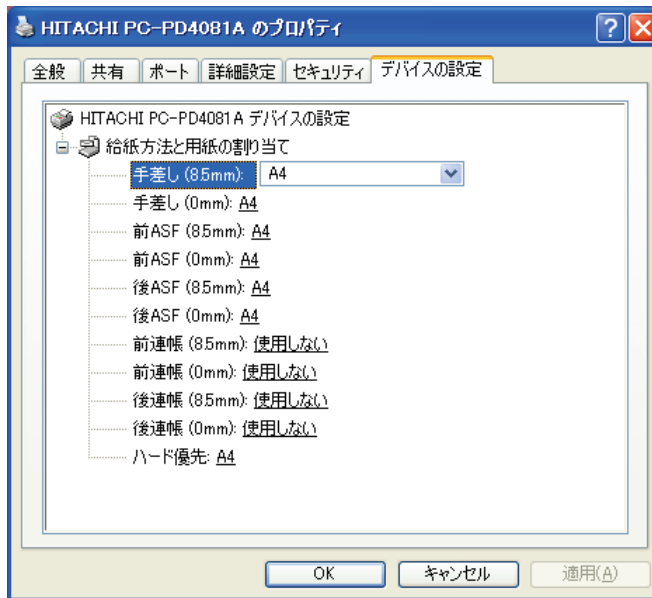 HITACHI PC-PD4081A のプロパティ
全般 共有 ポート 詳細設定 セキュリティ デバイスの設定
HITACHI PC-PD4081A デバイスの設定
給紙方法と用紙の割り当て
手差し (8.5mm): A4
手差し (0mm): A4
前ASF (8.5mm): A4
前ASF (0mm): A4
後ASF (8.5mm): A4
後ASF (0mm): A4
前連帳 (8.5mm): 使用しない
前連帳 (0mm): 使用しない
後連帳 (8.5mm): 使用しない
後連帳 (0mm): 使用しない
ハード優先: A4
OK キャンセル 適用(A)